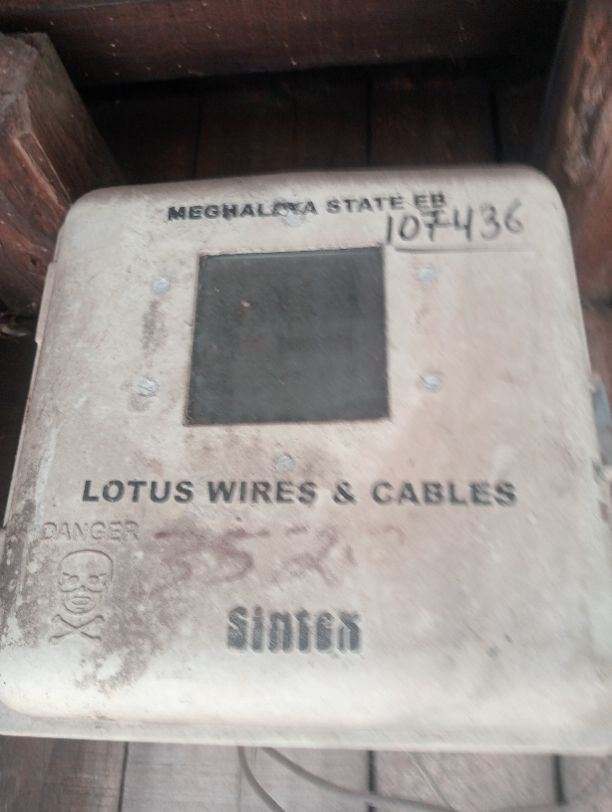 MEGHALAYA STATE EB
107436
LOTUS WIRES & CABLES
DANGER
Sintex